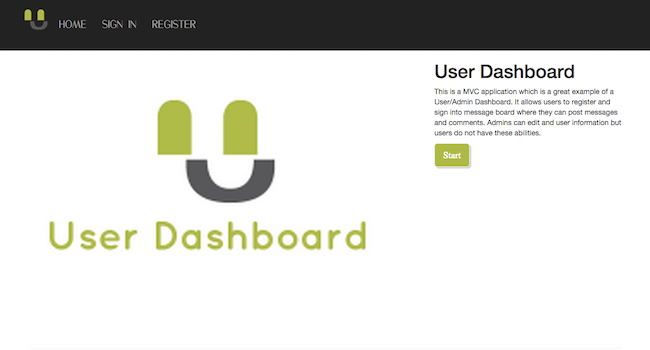 HOME SIGN IN REGISTER
User Dashboard
User Dashboard
This is a MVC application which is a great example of a
User/Admin Dashboard. It allows users to register and
sign into message board where they can post messages
and comments. Admins can edit and user information but
users do not have these abilities.
Start